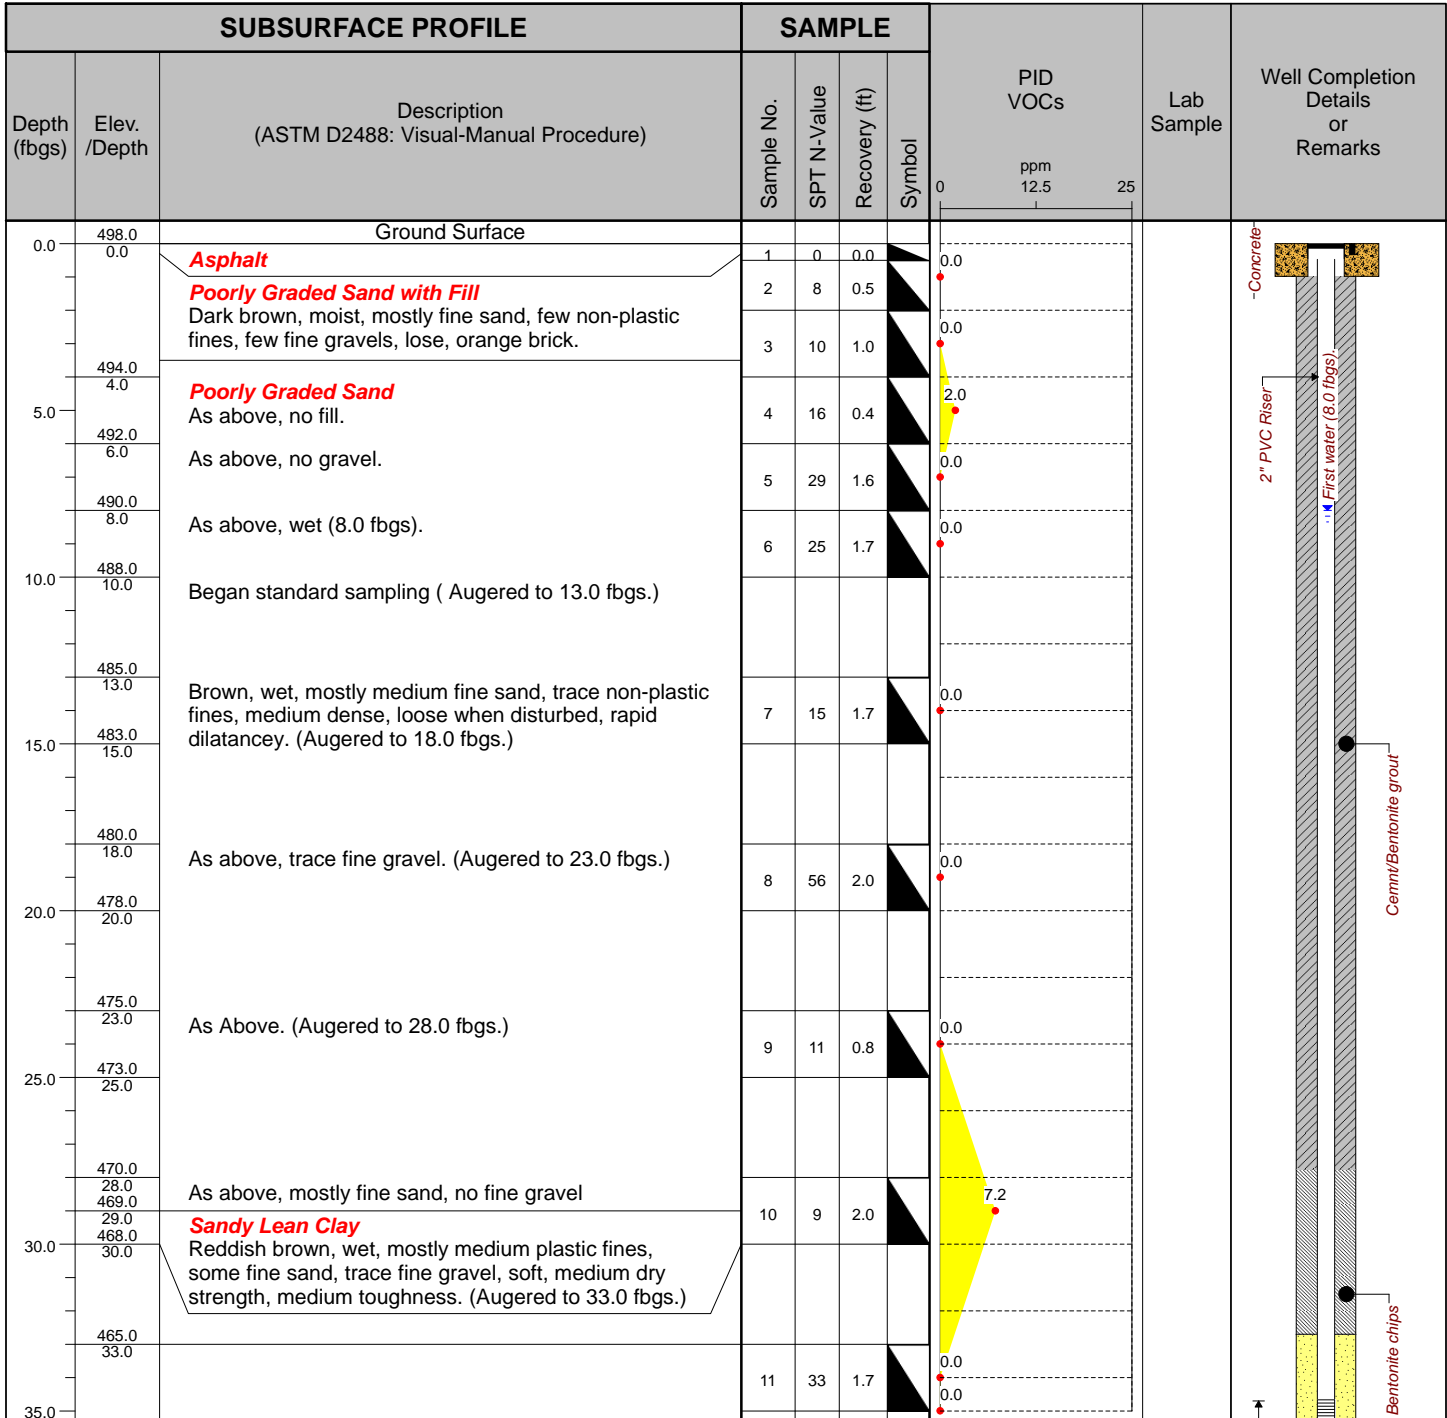 SUBSURFACE PROFILE
SAMPLE
Depth
(fbgs)
Elev.
/Depth
Description
(ASTM D2488: Visual-Manual Procedure)
Sample No.
SPT N-Value
Recovery (ft)
Symbol
PID
VOCs
ppm
0 12.5 25
Lab
Sample
Well Completion
Details
or
Remarks
0.0
498.0
0.0
Ground Surface
Asphalt
1 0 0.0
0.0
Concrete
Poorly Graded Sand with Fill
Dark brown, moist, mostly fine sand, few non-plastic
fines, few fine gravels, lose, orange brick.
2 8 0.5
3 10 1.0
0.0
494.0
4.0
Poorly Graded Sand
As above, no fill.
5.0
4 16 0.4
2.0
2" PVC Riser
First water (8.0 fbgs).
492.0
6.0
As above, no gravel.
5 29 1.6
0.0
490.0
8.0
As above, wet (8.0 fbgs).
6 25 1.7
0.0
10.0
488.0
10.0
Began standard sampling ( Augered to 13.0 fbgs.)
485.0
13.0
Brown, wet, mostly medium fine sand, trace non-plastic
fines, medium dense, loose when disturbed, rapid
dilatancey. (Augered to 18.0 fbgs.)
7 15 1.7
0.0
15.0
483.0
15.0
Cemnt/Bentonite grout
480.0
18.0
As above, trace fine gravel. (Augered to 23.0 fbgs.)
8 56 2.0
0.0
20.0
478.0
20.0
475.0
23.0
As Above. (Augered to 28.0 fbgs.)
9 11 0.8
0.0
25.0
473.0
25.0
470.0
28.0
As above, mostly fine sand, no fine gravel
469.0
29.0
10 9 2.0
7.2
Sandy Lean Clay
Reddish brown, wet, mostly medium plastic fines,
some fine sand, trace fine gravel, soft, medium dry
strength, medium toughness. (Augered to 33.0 fbgs.)
30.0
468.0
30.0
Bentonite chips
465.0
33.0
11 33 1.7
0.0
0.0
35.0